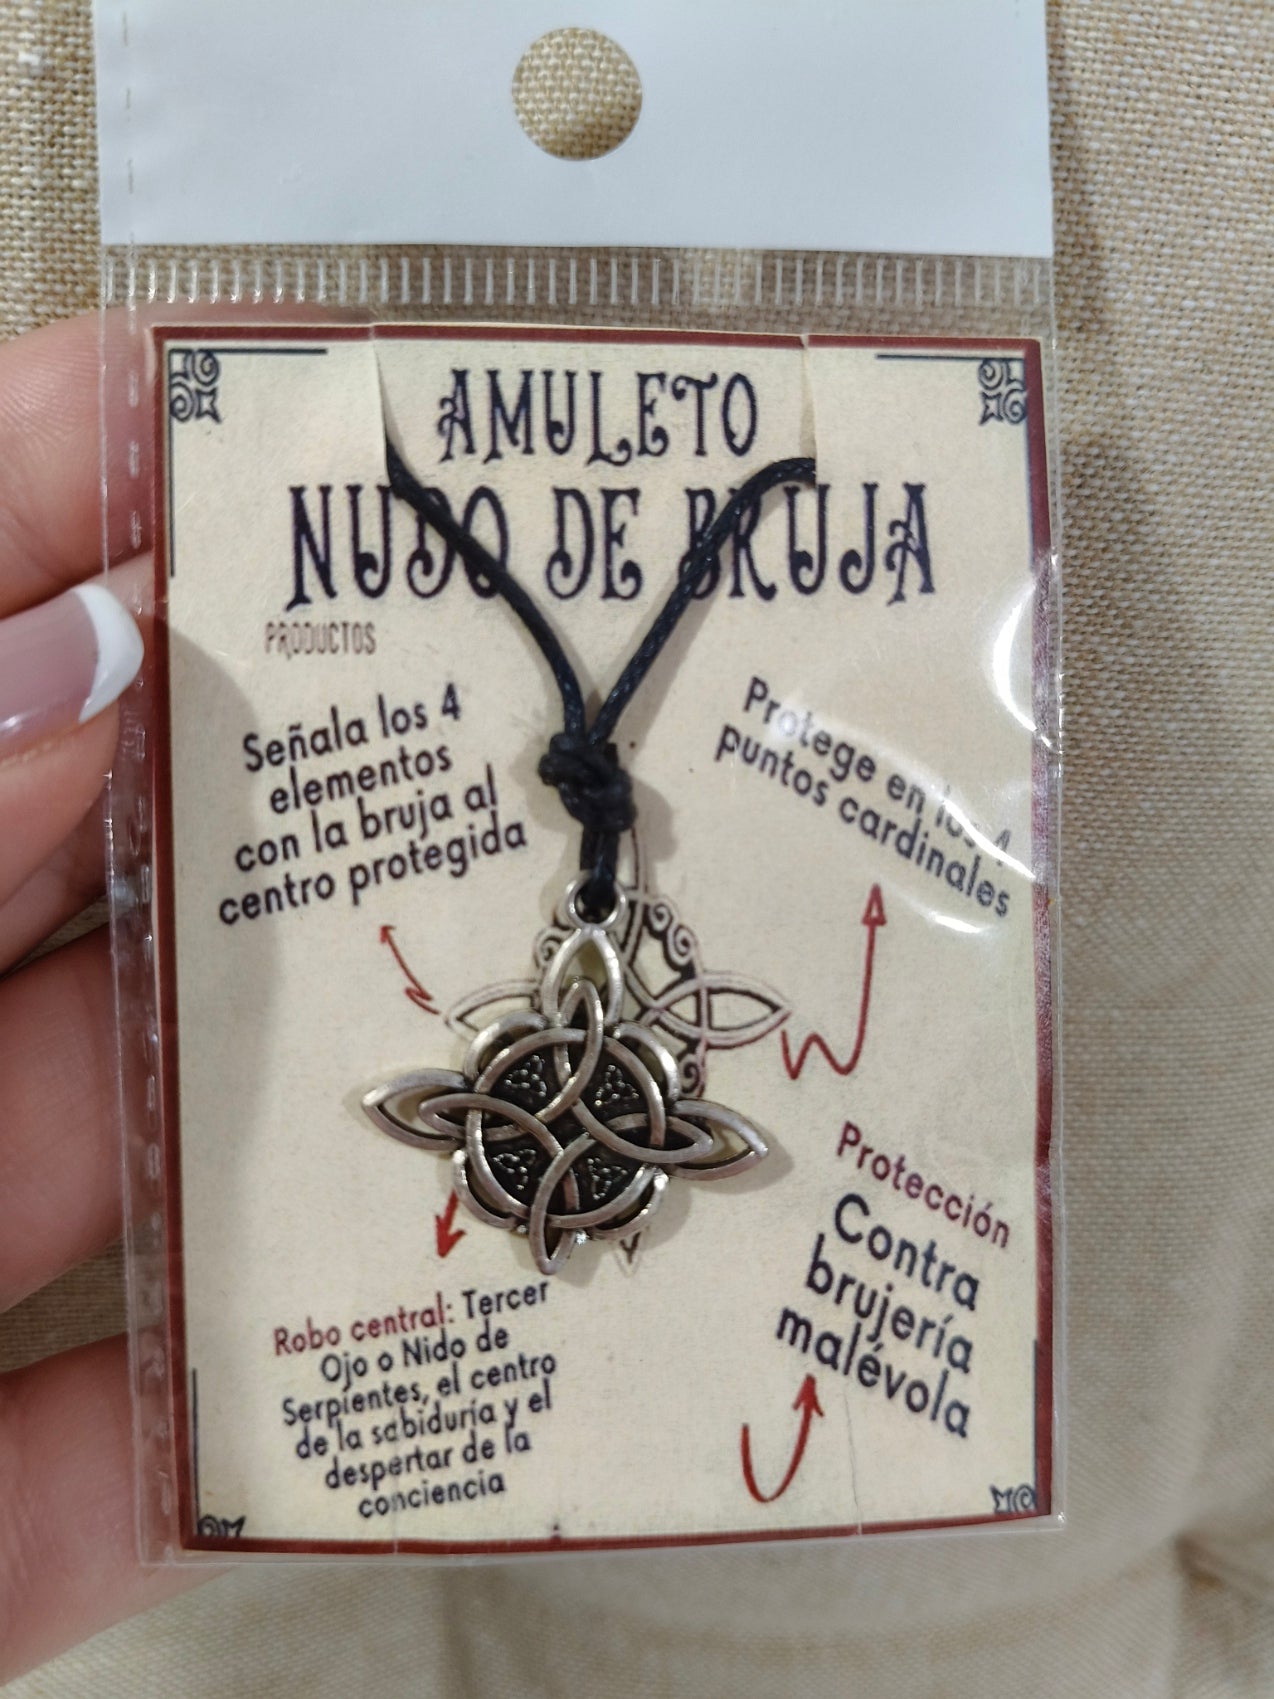 AMULETO
NUDO DE BRUJA
PRODUCTOS
Señala los 4
elementos
con la bruja al
centro protegida
Protege en los 4
puntos cardinales
Protección
Contra
brujería
malévola
Robo central: Tercer
Ojo o Nido de
Serpientes, el centro
de la sabiduría y el
despertar de la
conciencia